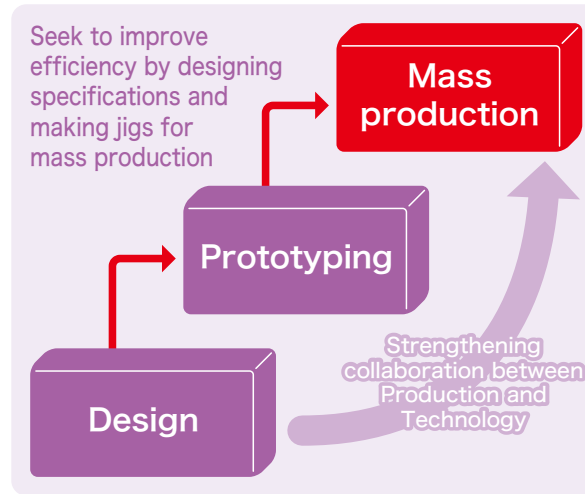 Seek to improve
efficiency by designing
specifications and
making jigs for
mass production
Mass
production
Prototyping
Design
Strengthening
collaboration between
Production and
Technology